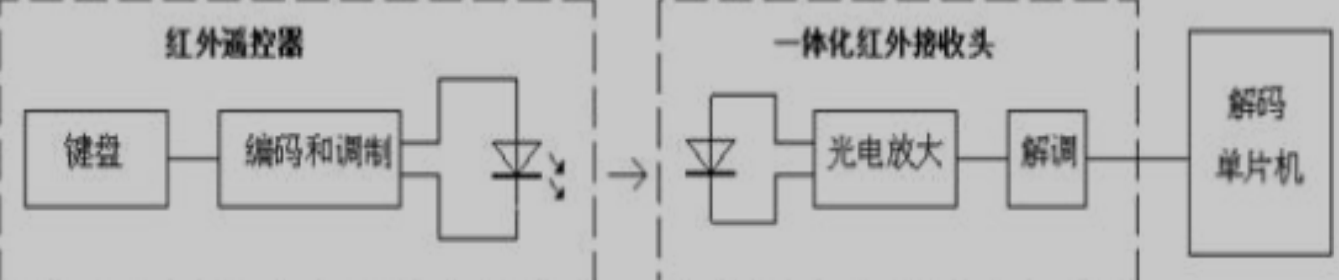 红外遥控器
键盘
编码和调制
一体化红外接收头
光电放大
解调
解码
单片机